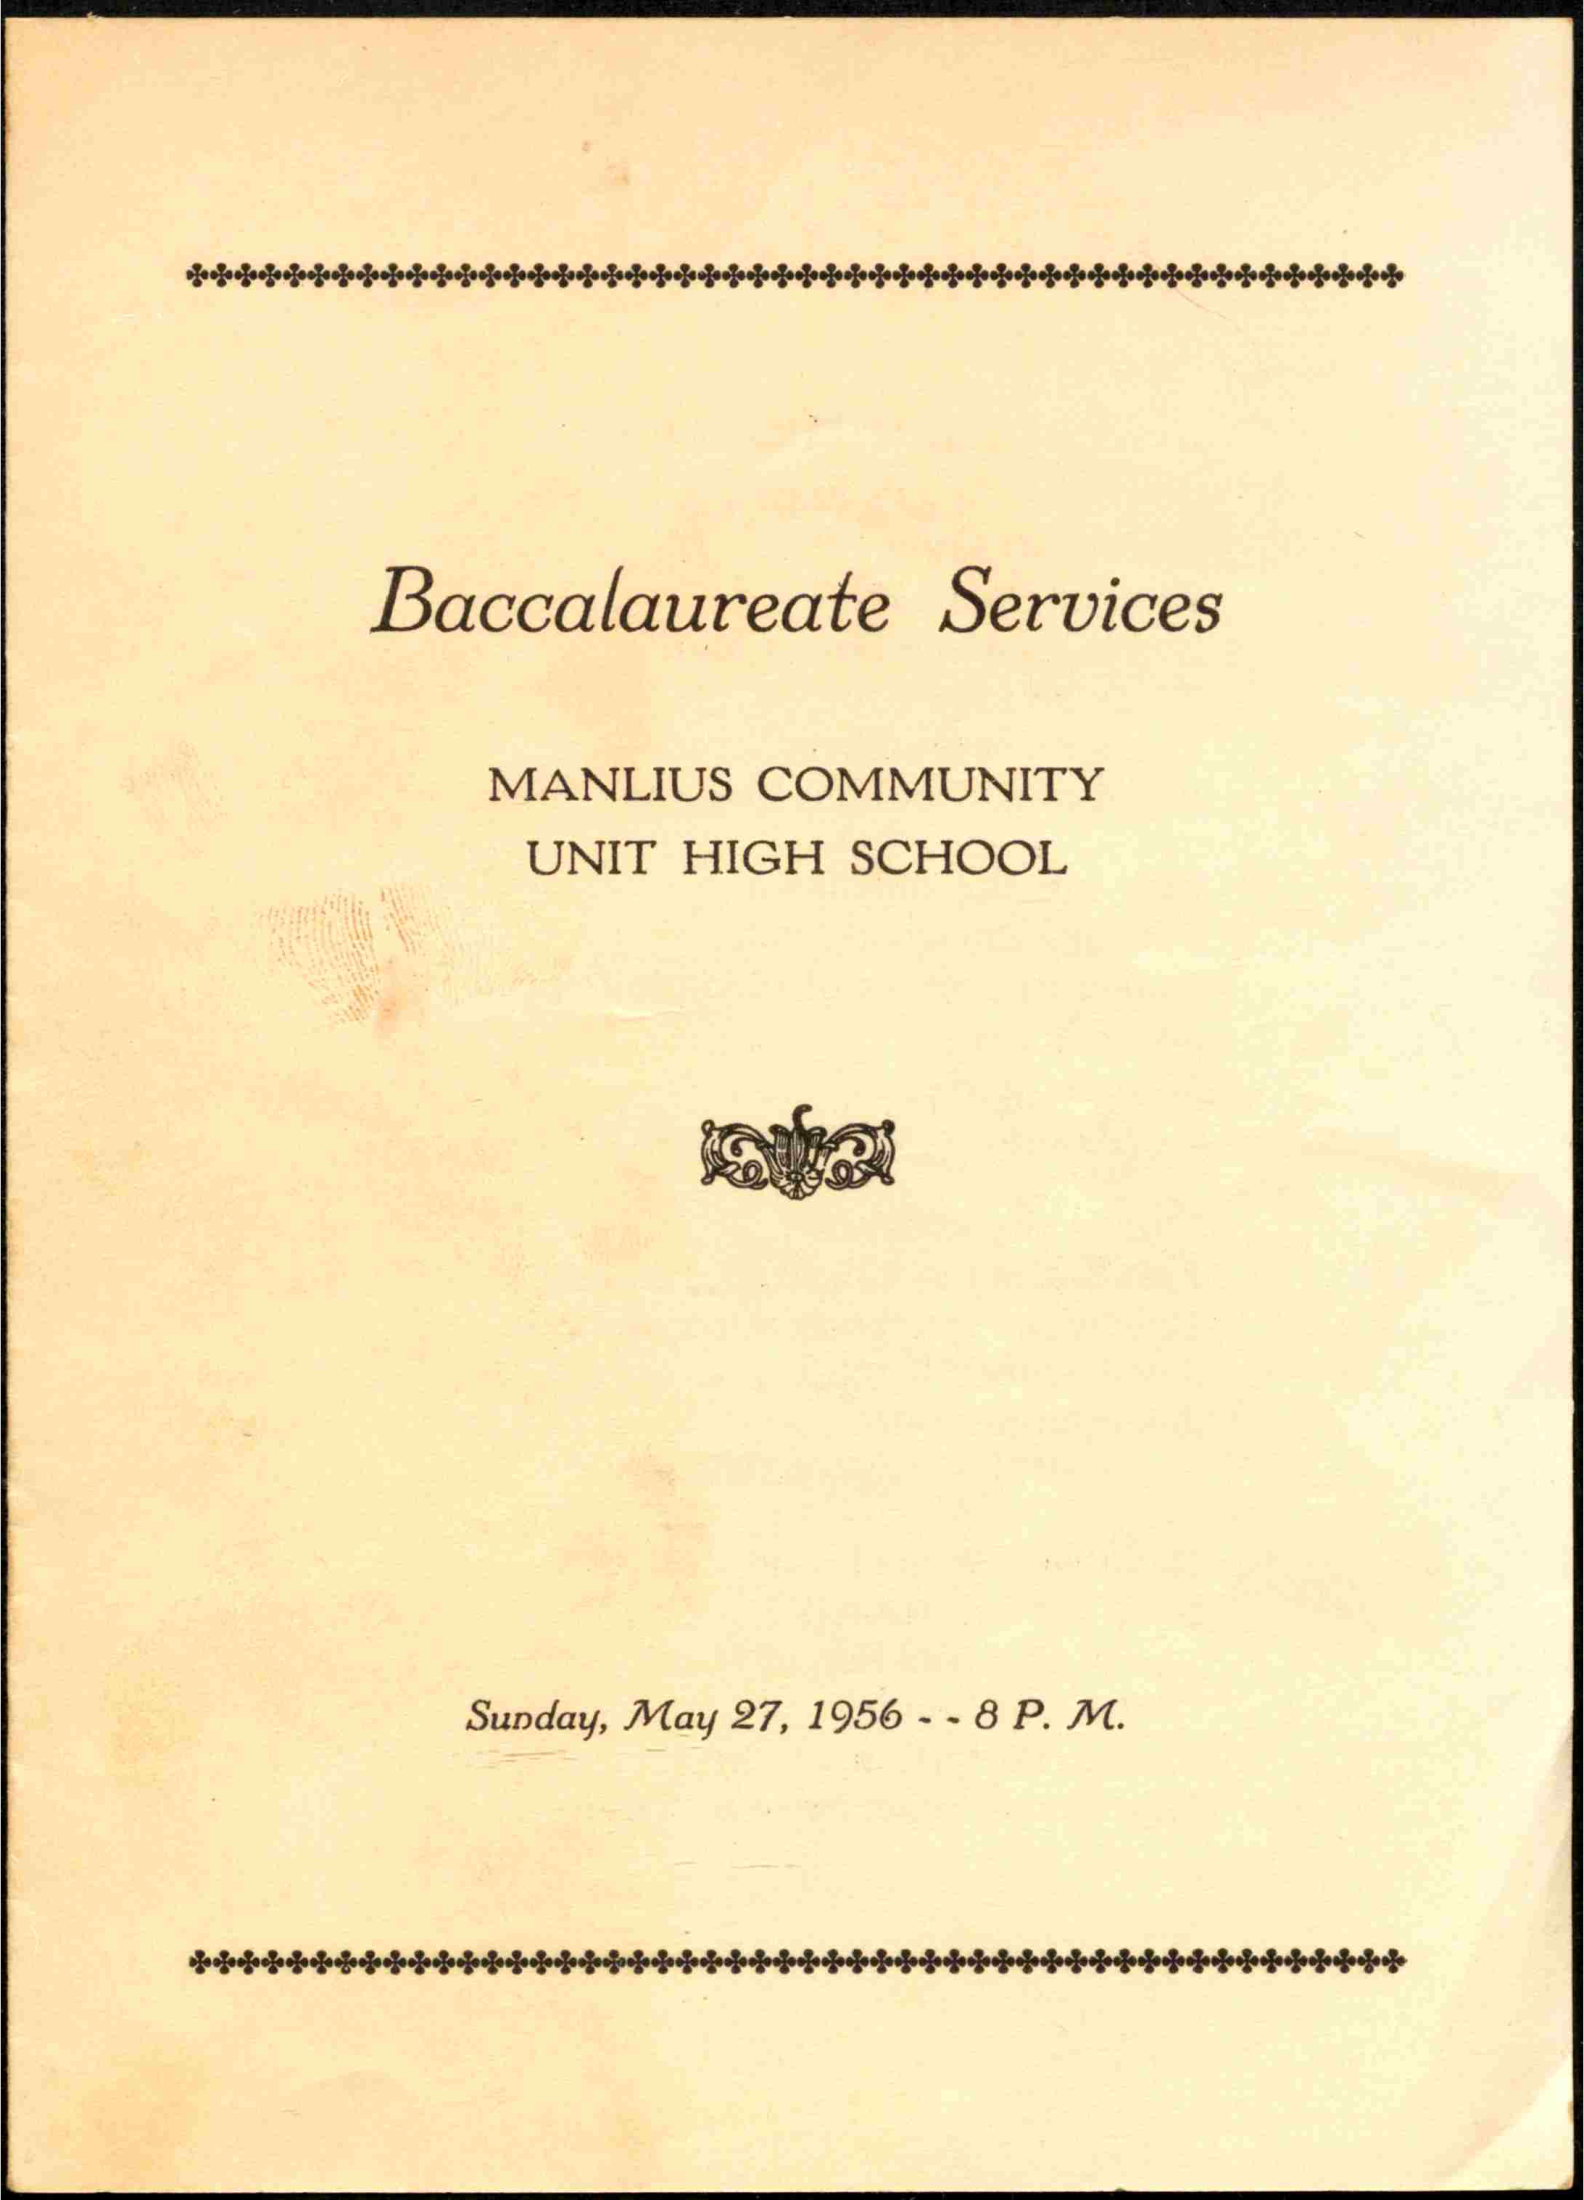 Baccalaureate Services
MANLIUS COMMUNITY
UNIT HIGH SCHOOL
Sunday, May 27, 1956 - - 8 P. M.